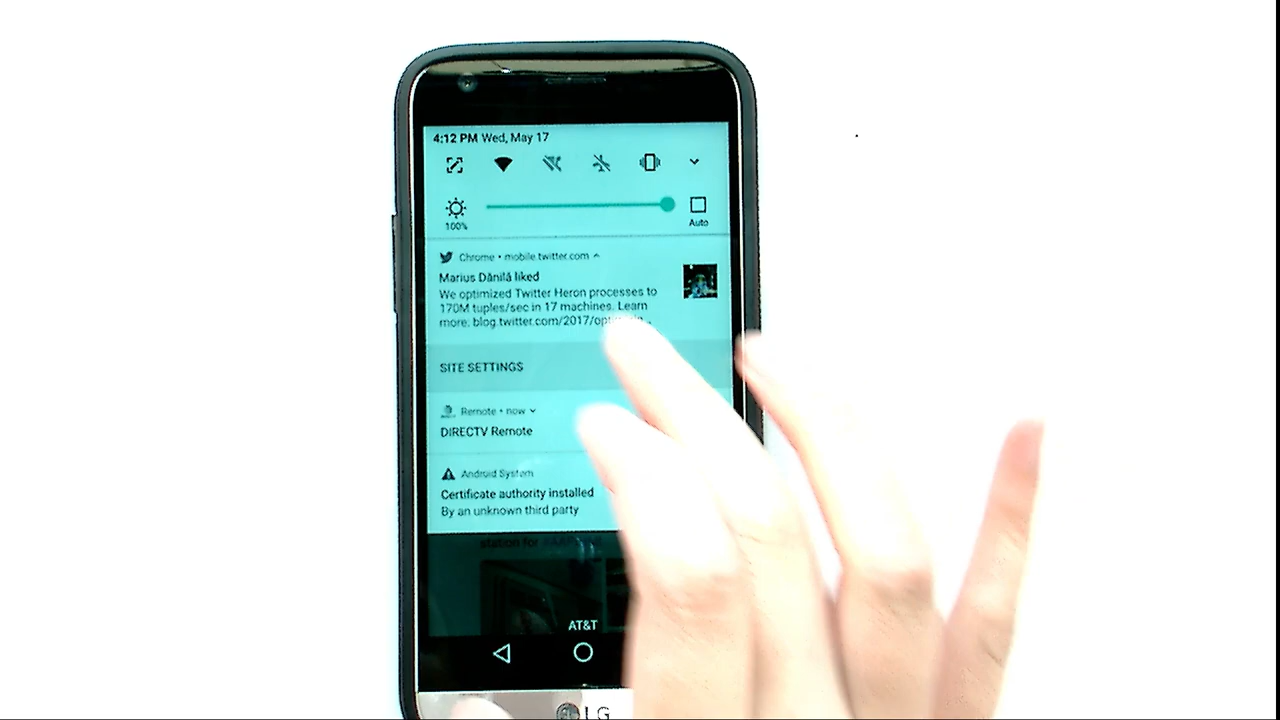 4:12 PM Wed, May 17
100%
Auto
Chrome • mobile.twitter.com
Marius Dănilă liked
We optimized Twitter Heron processes to
170M tuples/sec in 17 machines. Learn
more: blog.twitter.com/2017/
SITE SETTINGS
Remote • now
DIRECTV Remote
Android System
Certificate authority installed
By an unknown third party
station for
AT&T
LG